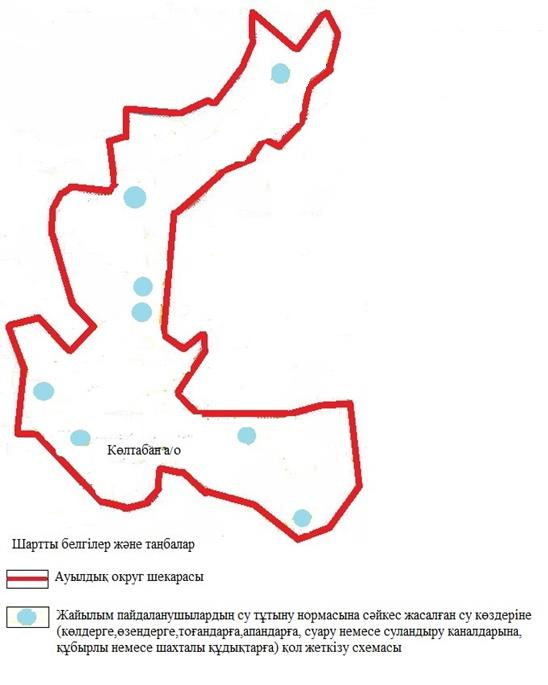 Көлтабан а/о
Шартты белгілер және таңбалар
Ауылдық округ шекарасы
Жайылым пайдаланушылардың су тұтыну нормасына сәйкес жасалған су көздеріне
(көлдерге,өзендерге,тоғандарға,апандарға, суару немесе суландыру каналдарына,
құбырлы немесе шахталы құдықтарға) қол жеткізу схемасы